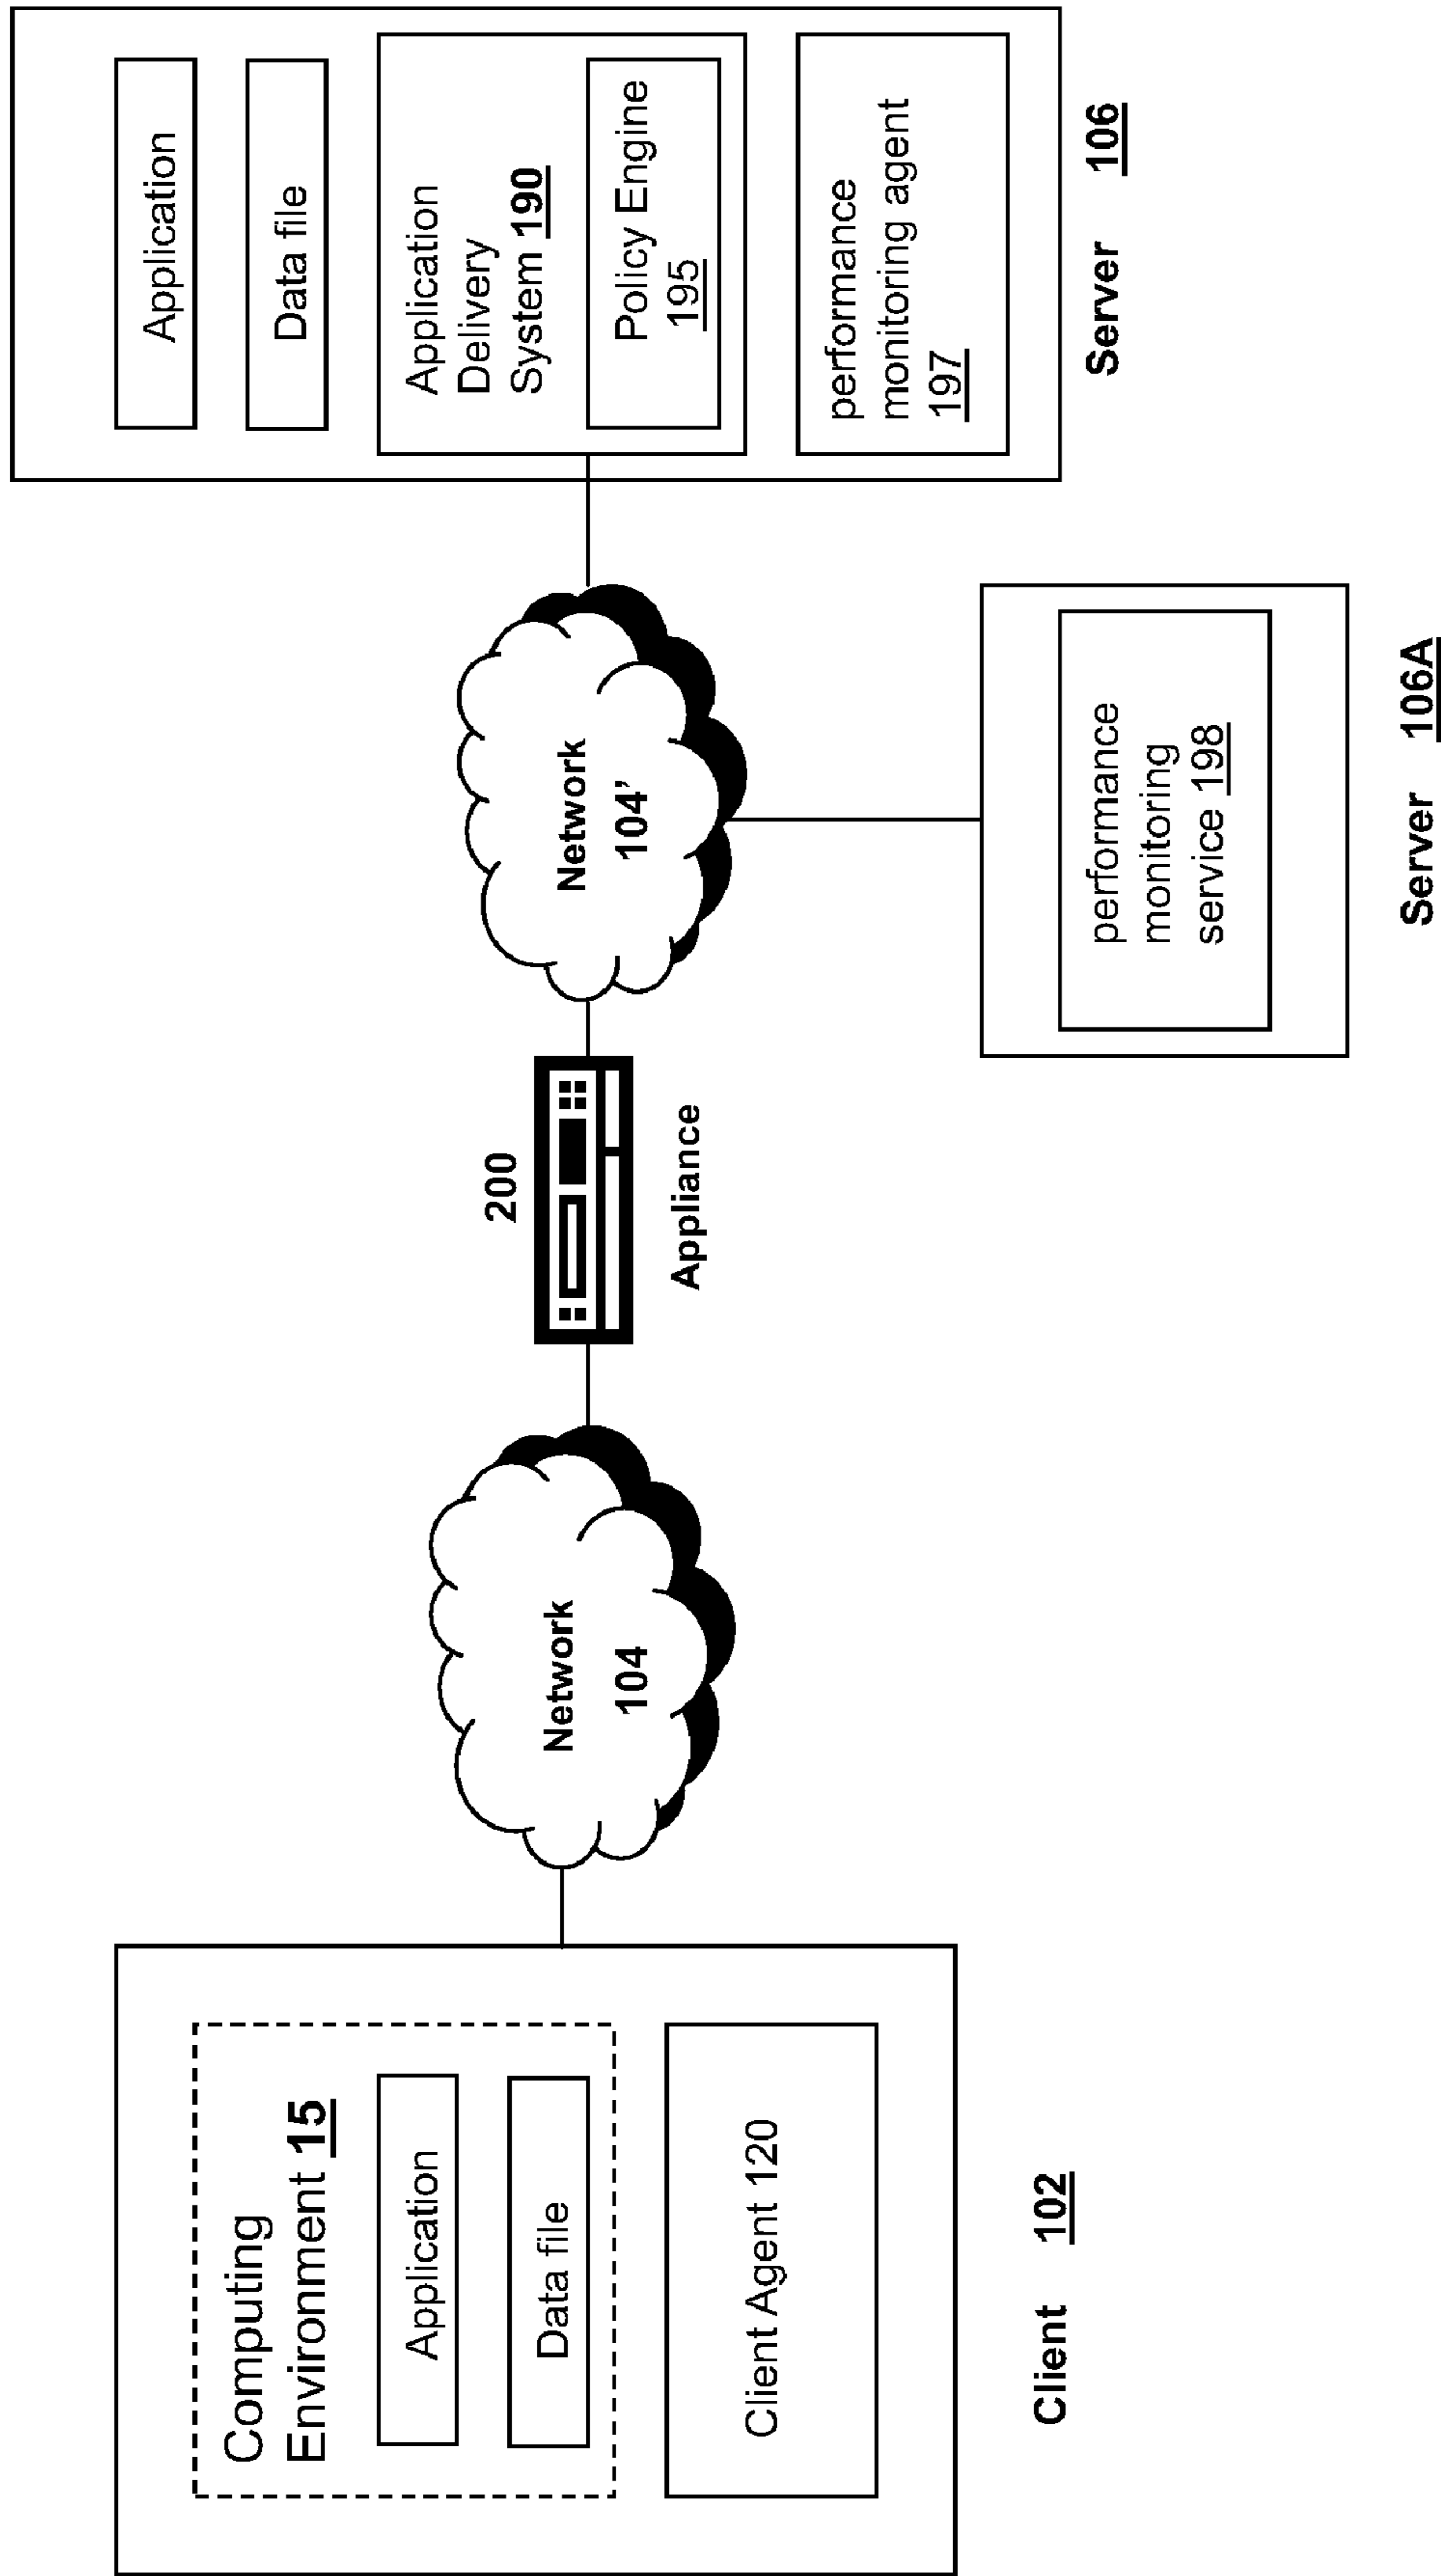 Computing
Environment 15
Application
Data file
Client Agent 120
Client 102
Network
104
200
Appliance
Network
104’
Application
Data file
Application
Delivery
System 190
Policy Engine
195
performance
monitoring agent
197
Server 106
performance
monitoring
service 198
Server 106A